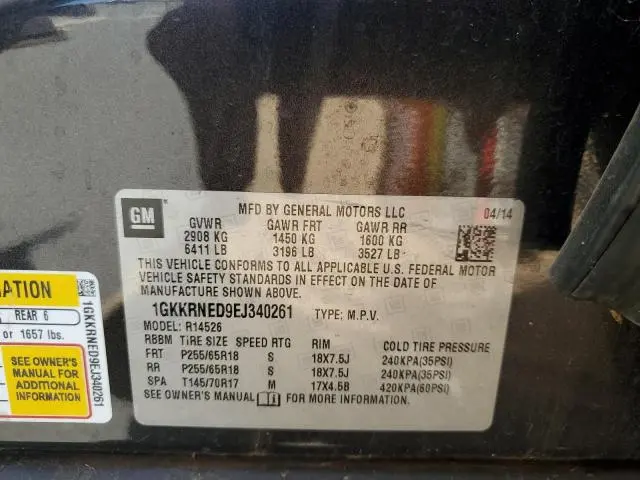 GM
MFD BY GENERAL MOTORS LLC 04/14
GVWR GAWR FRT GAWR RR
2908 KG 1450 KG 1600 KG
6411 LB 3196 LB 3527 LB
THIS VEHICLE CONFORMS TO ALL APPLICABLE U.S. FEDERAL MOTOR
VEHICLE SAFETY STANDARDS IN EFFECT ON THE DATE OF
MANUFACTURE SHOWN ABOVE.
1GKKRNED9EJ340261 TYPE: M.P.V.
MODEL: R14526
RBBM TIRE SIZE SPEED RTG RIM COLD TIRE PRESSURE
FRT P255/65R18 S 18X7.5J 240KPA(35PSI)
RR P255/65R18 S 18X7.5J 240KPA(35PSI)
SPA T145/70R17 M 17X4.5B 420KPA(60PSI)
SEE OWNER'S MANUAL FOR MORE INFORMATION.
REAR 6
or 1657 lbs.
SEE OWNER'S
MANUAL FOR
ADDITIONAL
INFORMATION
1GKKRNED9EJ340261